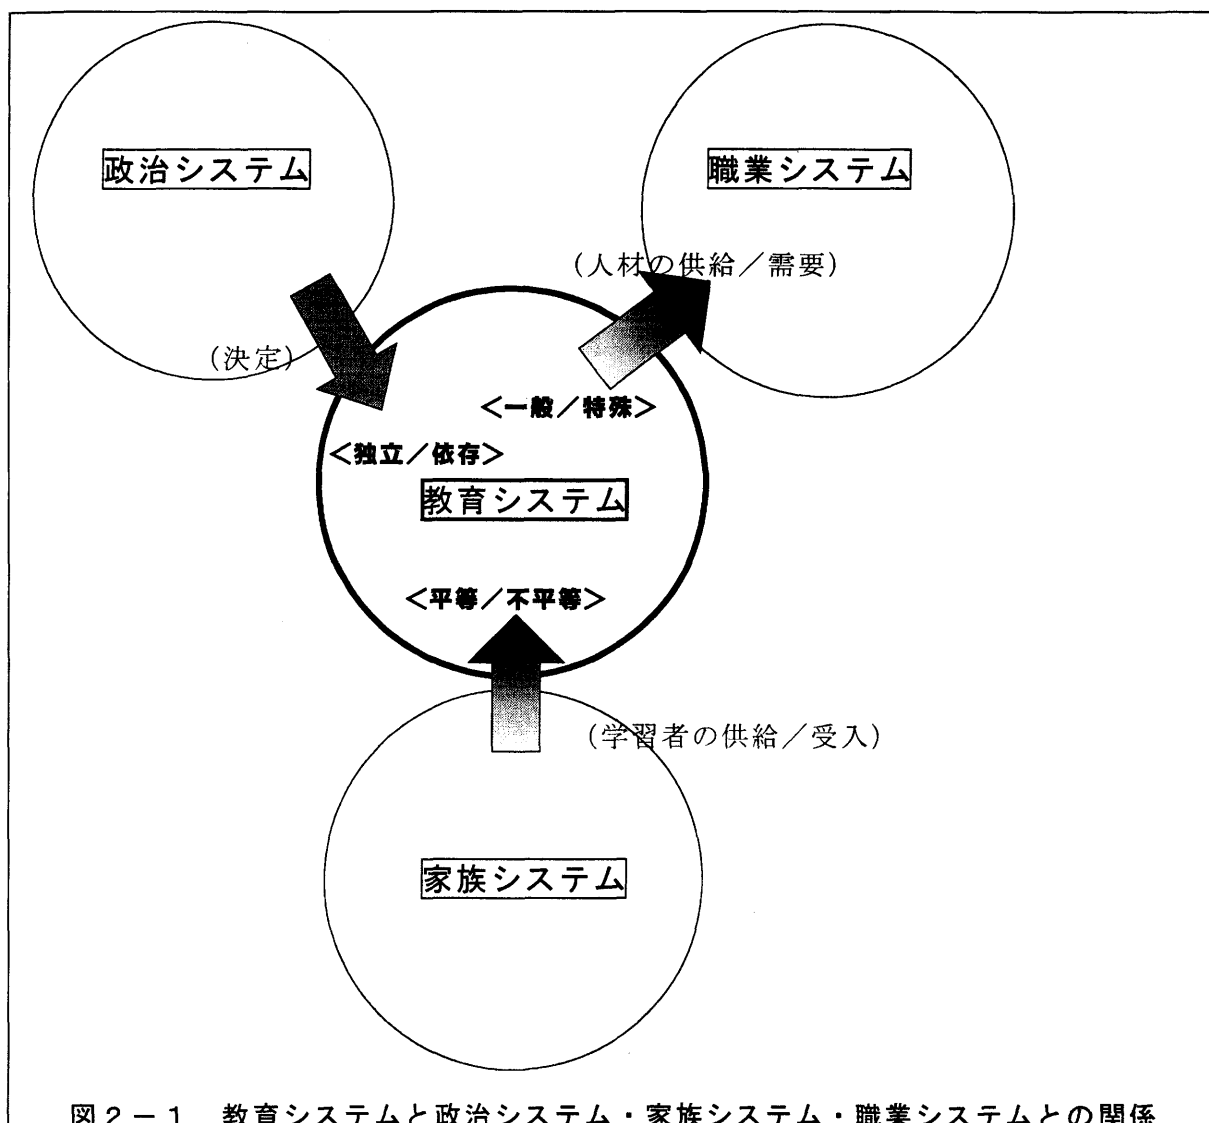 政治システム
職業システム
(人材の供給／需要)
(決定)
＜一般／特殊＞
＜独立／依存＞
教育システム
＜平等／不平等＞
(学習者の供給／受入)
家族システム
図２－１　教育システムと政治システム・家族システム・職業システムとの関係